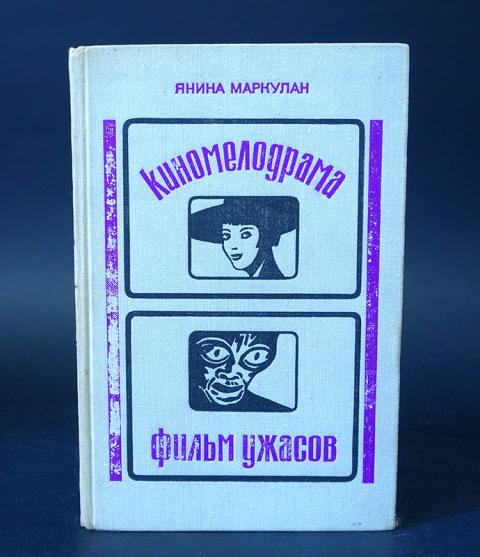 ЯНИНА МАРКУЛАН
Киномелодрама
фильм ужасов